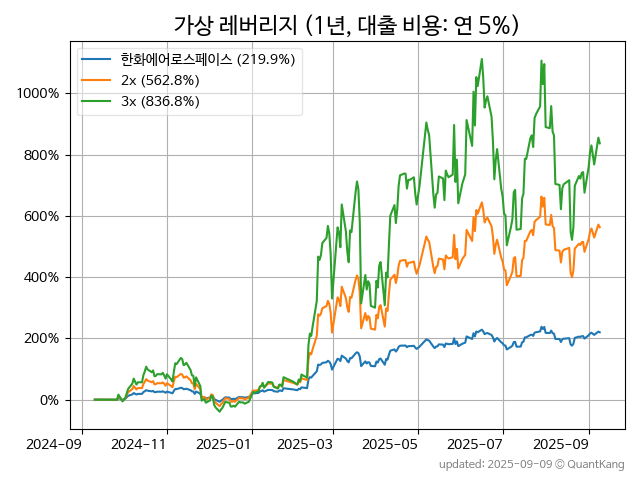 가상 레버리지 (1년, 대출 비용: 연 5%)
한화에어로스페이스 (219.9%)
2x (562.8%)
3x (836.8%)
1000%
800%
600%
400%
200%
0%
2024-09 2024-11 2025-01 2025-03 2025-05 2025-07 2025-09
updated: 2025-09-09 © QuantKang